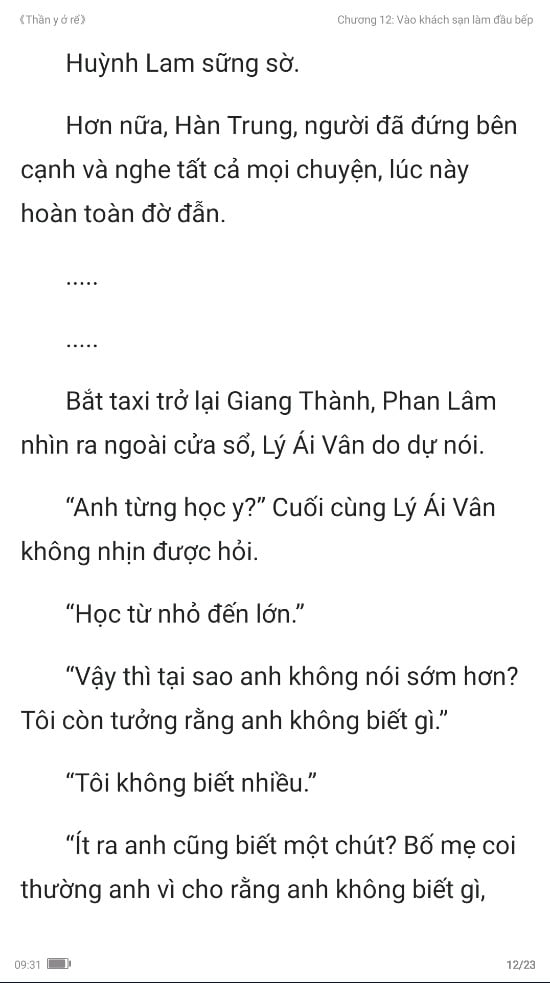 《Thần y ở rể》
Chương 12: Vào khách sạn làm đầu bếp
Huỳnh Lam sững sờ.
Hơn nữa, Hàn Trung, người đã đứng bên
cạnh và nghe tất cả mọi chuyện, lúc này
hoàn toàn đờ đẫn.
.....
.....
Bắt taxi trở lại Giang Thành, Phan Lâm
nhìn ra ngoài cửa sổ, Lý Ái Vân do dự nói.
“Anh từng học y?” Cuối cùng Lý Ái Vân
không nhịn được hỏi.
“Học từ nhỏ đến lớn.”
“Vậy thì tại sao anh không nói sớm hơn?
Tôi còn tưởng rằng anh không biết gì.”
“Tôi không biết nhiều.”
“Ít ra anh cũng biết một chút? Bố mẹ coi
thường anh vì cho rằng anh không biết gì,
09:31
12/23